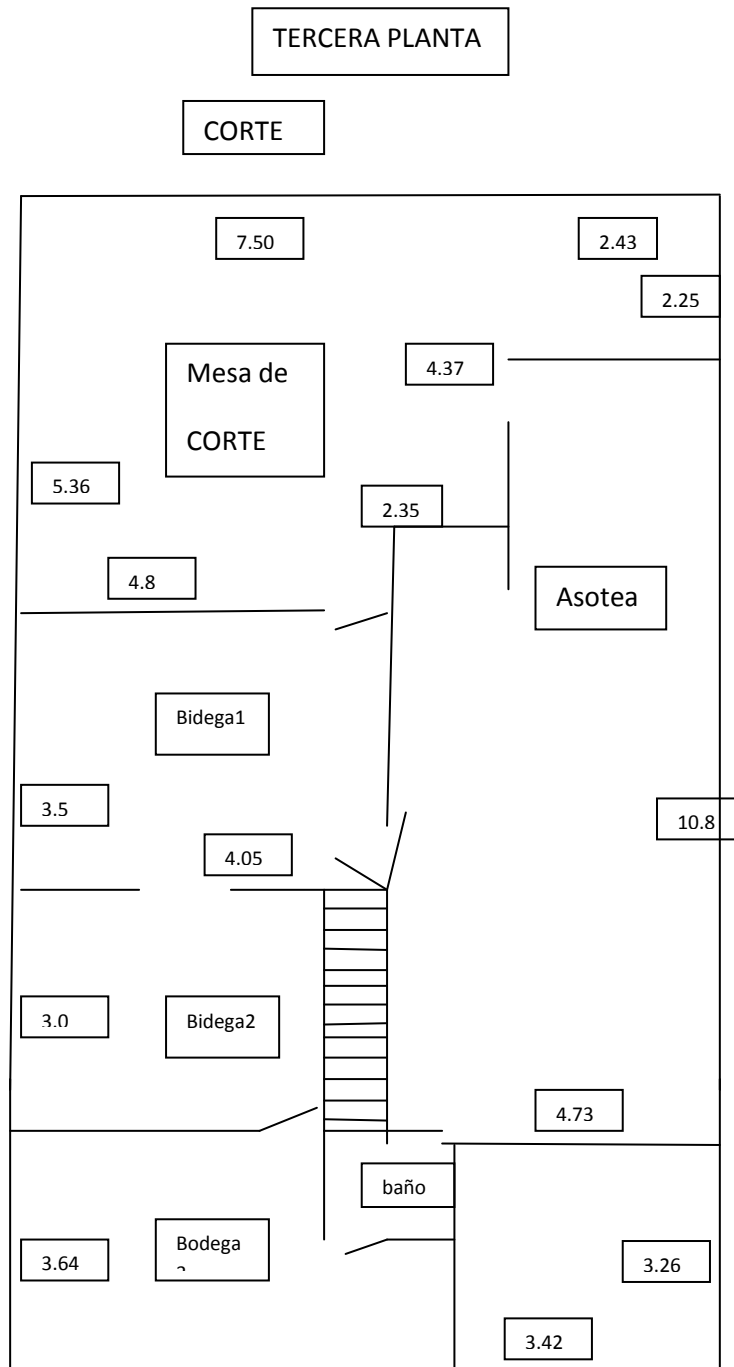 TERCERA PLANTA
CORTE
7.50
2.43
2.25
Mesa de
CORTE
4.37
5.36
2.35
4.8
Asotea
Bidega1
3.5
10.8
4.05
3.0
Bidega2
4.73
baño
Bodega
3.64
3.26
3.42